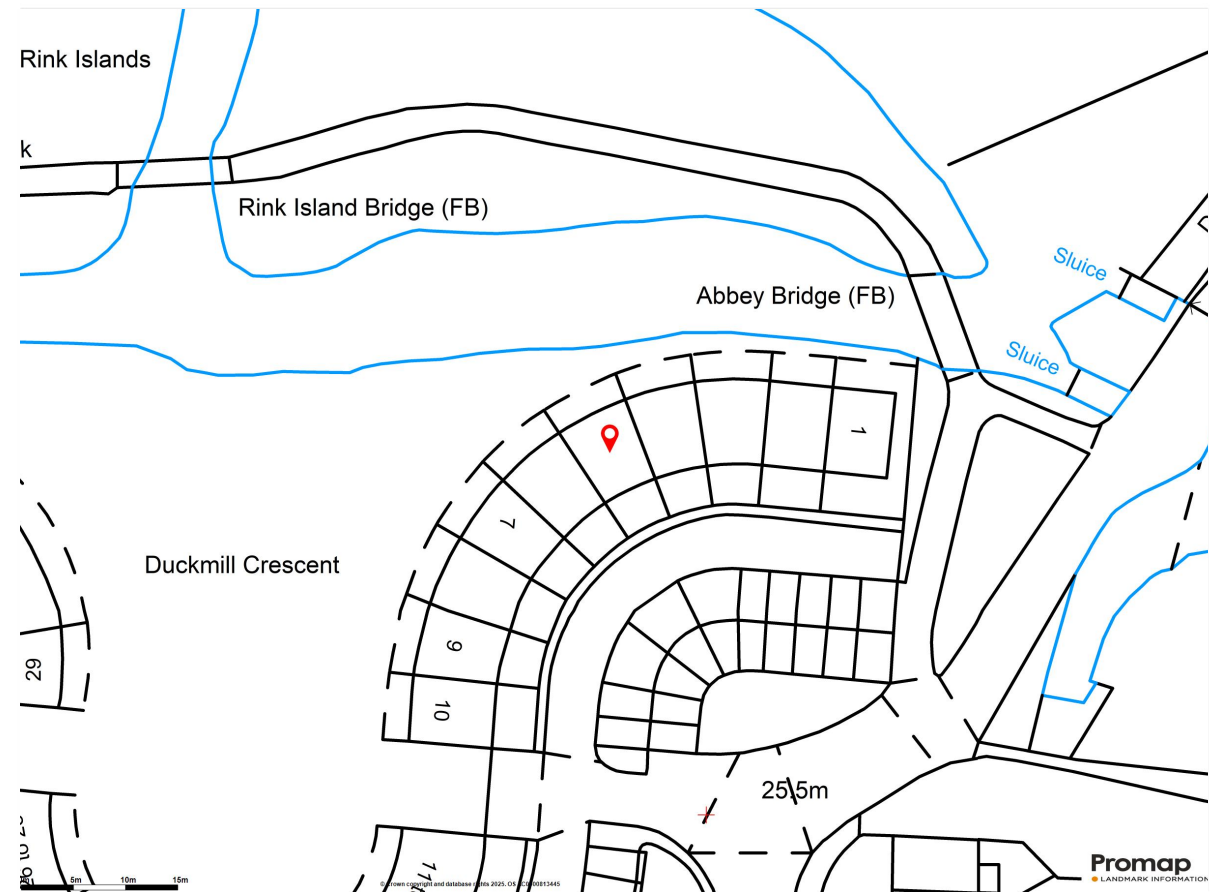 Rink Islands
k
Rink Island Bridge (FB)
Sluice
Abbey Bridge (FB)
Sluice
1
7
Duckmill Crescent
9
29
10
25.5m
11
5m 10m 15m
Promap
LANDMARK INFORMATION